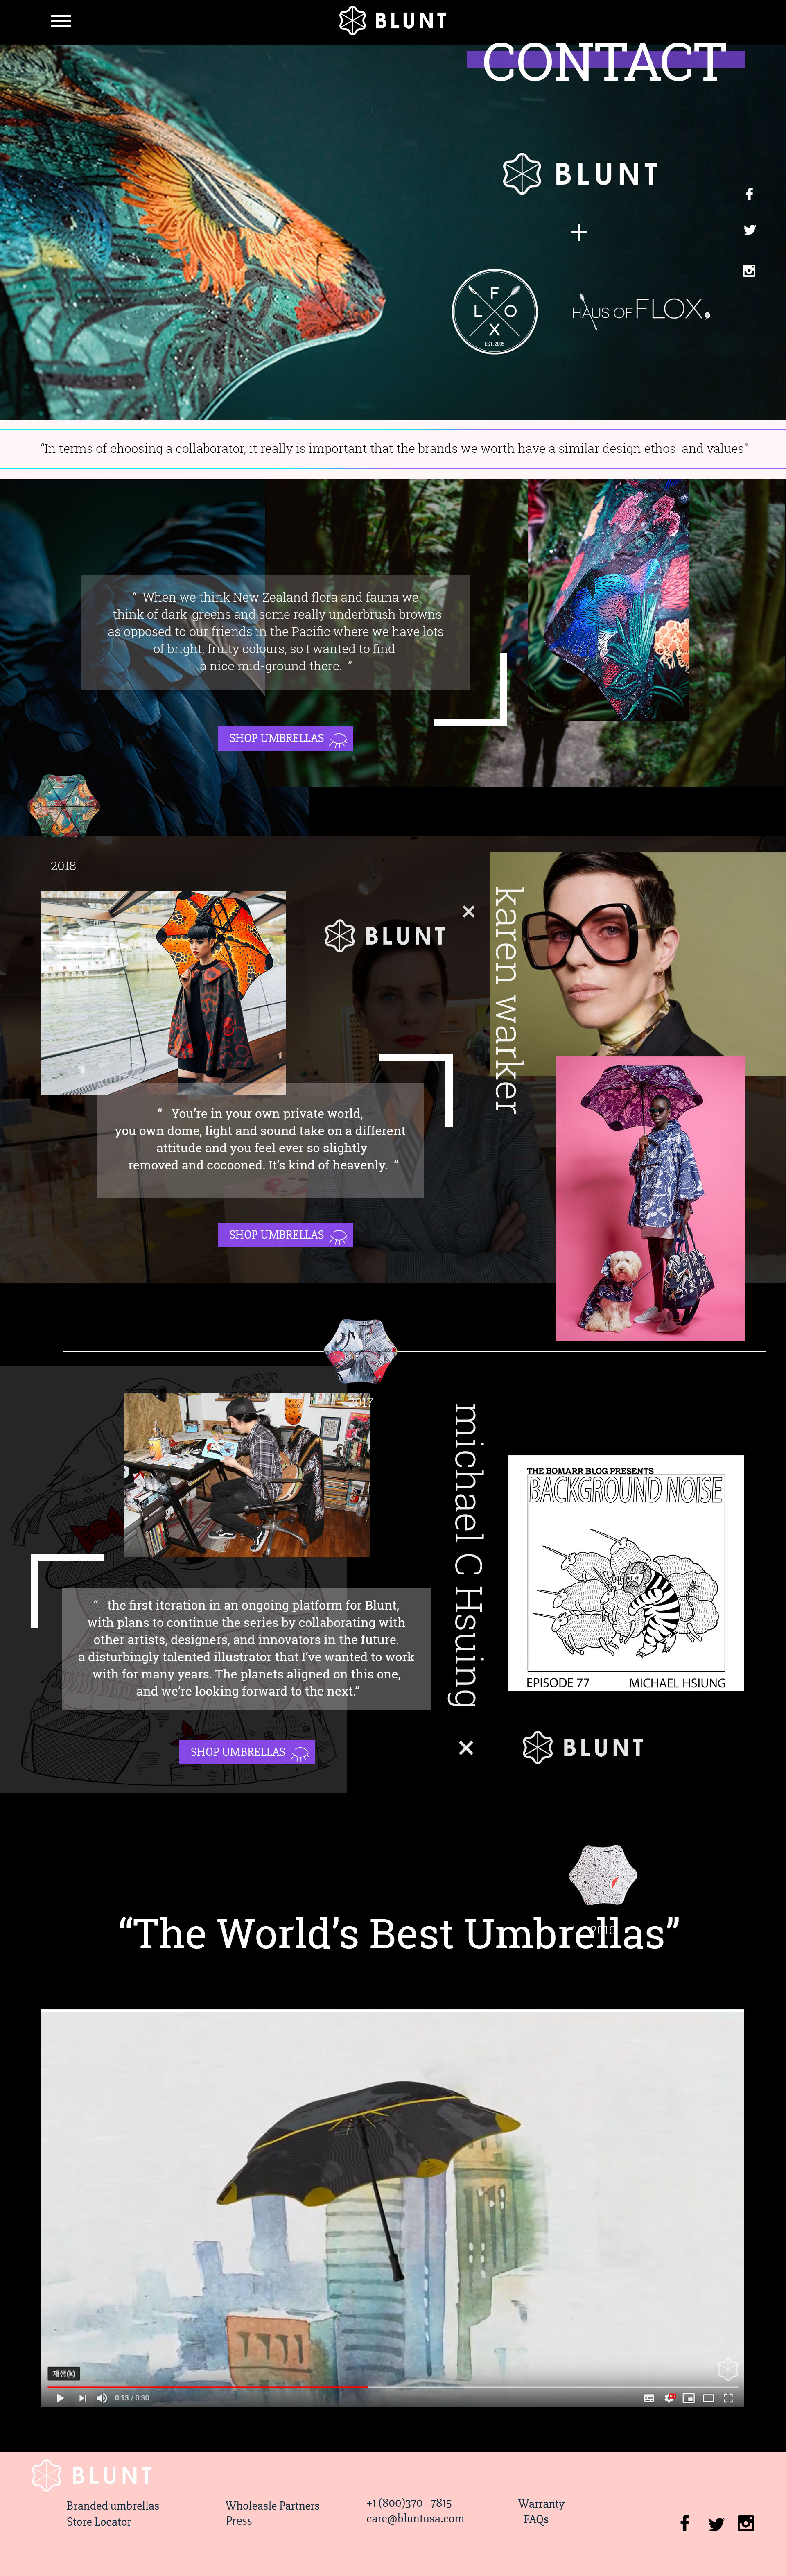 BLUNT
CONTACT
BLUNT
+
F
L O
X
EST. 2005
HAUS OF FLOX
“In terms of choosing a collaborator, it really is important that the brands we worth have a similar design ethos and values”
“ When we think New Zealand flora and fauna we
think of dark-greens and some really underbrush browns
as opposed to our friends in the Pacific where we have lots
of bright, fruity colours, so I wanted to find
a nice mid-ground there. ”
SHOP UMBRELLAS
2018
BLUNT
×
karen warker
“ You’re in your own private world,
you own dome, light and sound take on a different
attitude and you feel ever so slightly
removed and cocooned. It’s kind of heavenly. ”
SHOP UMBRELLAS
2017
michael C Hsuing
THE BOMARR BLOG PRESENTS
BACKGROUND NOISE
EPISODE 77 MICHAEL HSIUNG
“ the first iteration in an ongoing platform for Blunt,
with plans to continue the series by collaborating with
other artists, designers, and innovators in the future.
a disturbingly talented illustrator that I’ve wanted to work
with for many years. The planets aligned on this one,
and we’re looking forward to the next.”
SHOP UMBRELLAS
×
BLUNT
2016
“The World’s Best Umbrellas”
재생(k)
0:13 / 0:30
BLUNT
Branded umbrellas
Store Locator
Wholeasle Partners
Press
+1 (800)370 - 7815
care@bluntusa.com
Warranty
FAQs